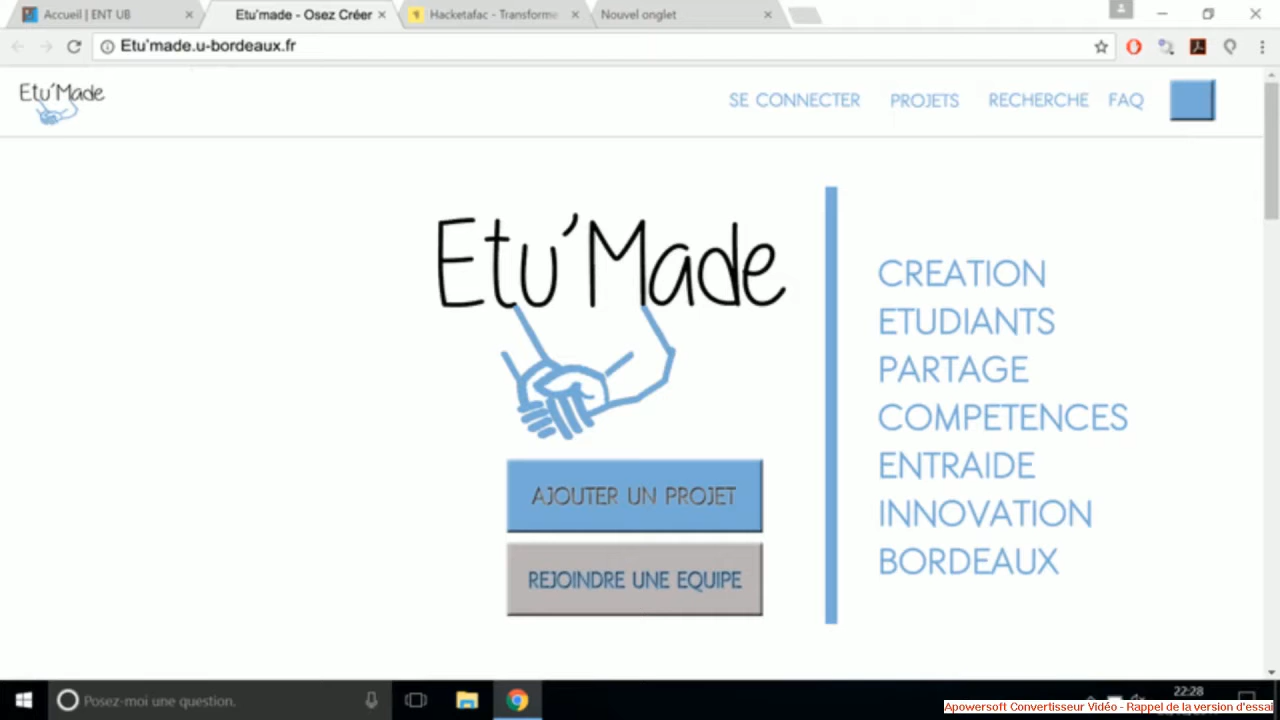 Accueil | ENT UB
Etu'made - Osez Créer
Hacketafac - Transforme
Nouvel onglet
Etu'made.u-bordeaux.fr
Etu'Made
SE CONNECTER
PROJETS
RECHERCHE
FAQ
Etu'Made
CREATION
ETUDIANTS
PARTAGE
COMPETENCES
ENTRAIDE
INNOVATION
BORDEAUX
AJOUTER UN PROJET
REJOINDRE UNE EQUIPE
Posez-moi une question.
22:28
Apowersoft Convertisseur Vidéo - Rappel de la version d'essai